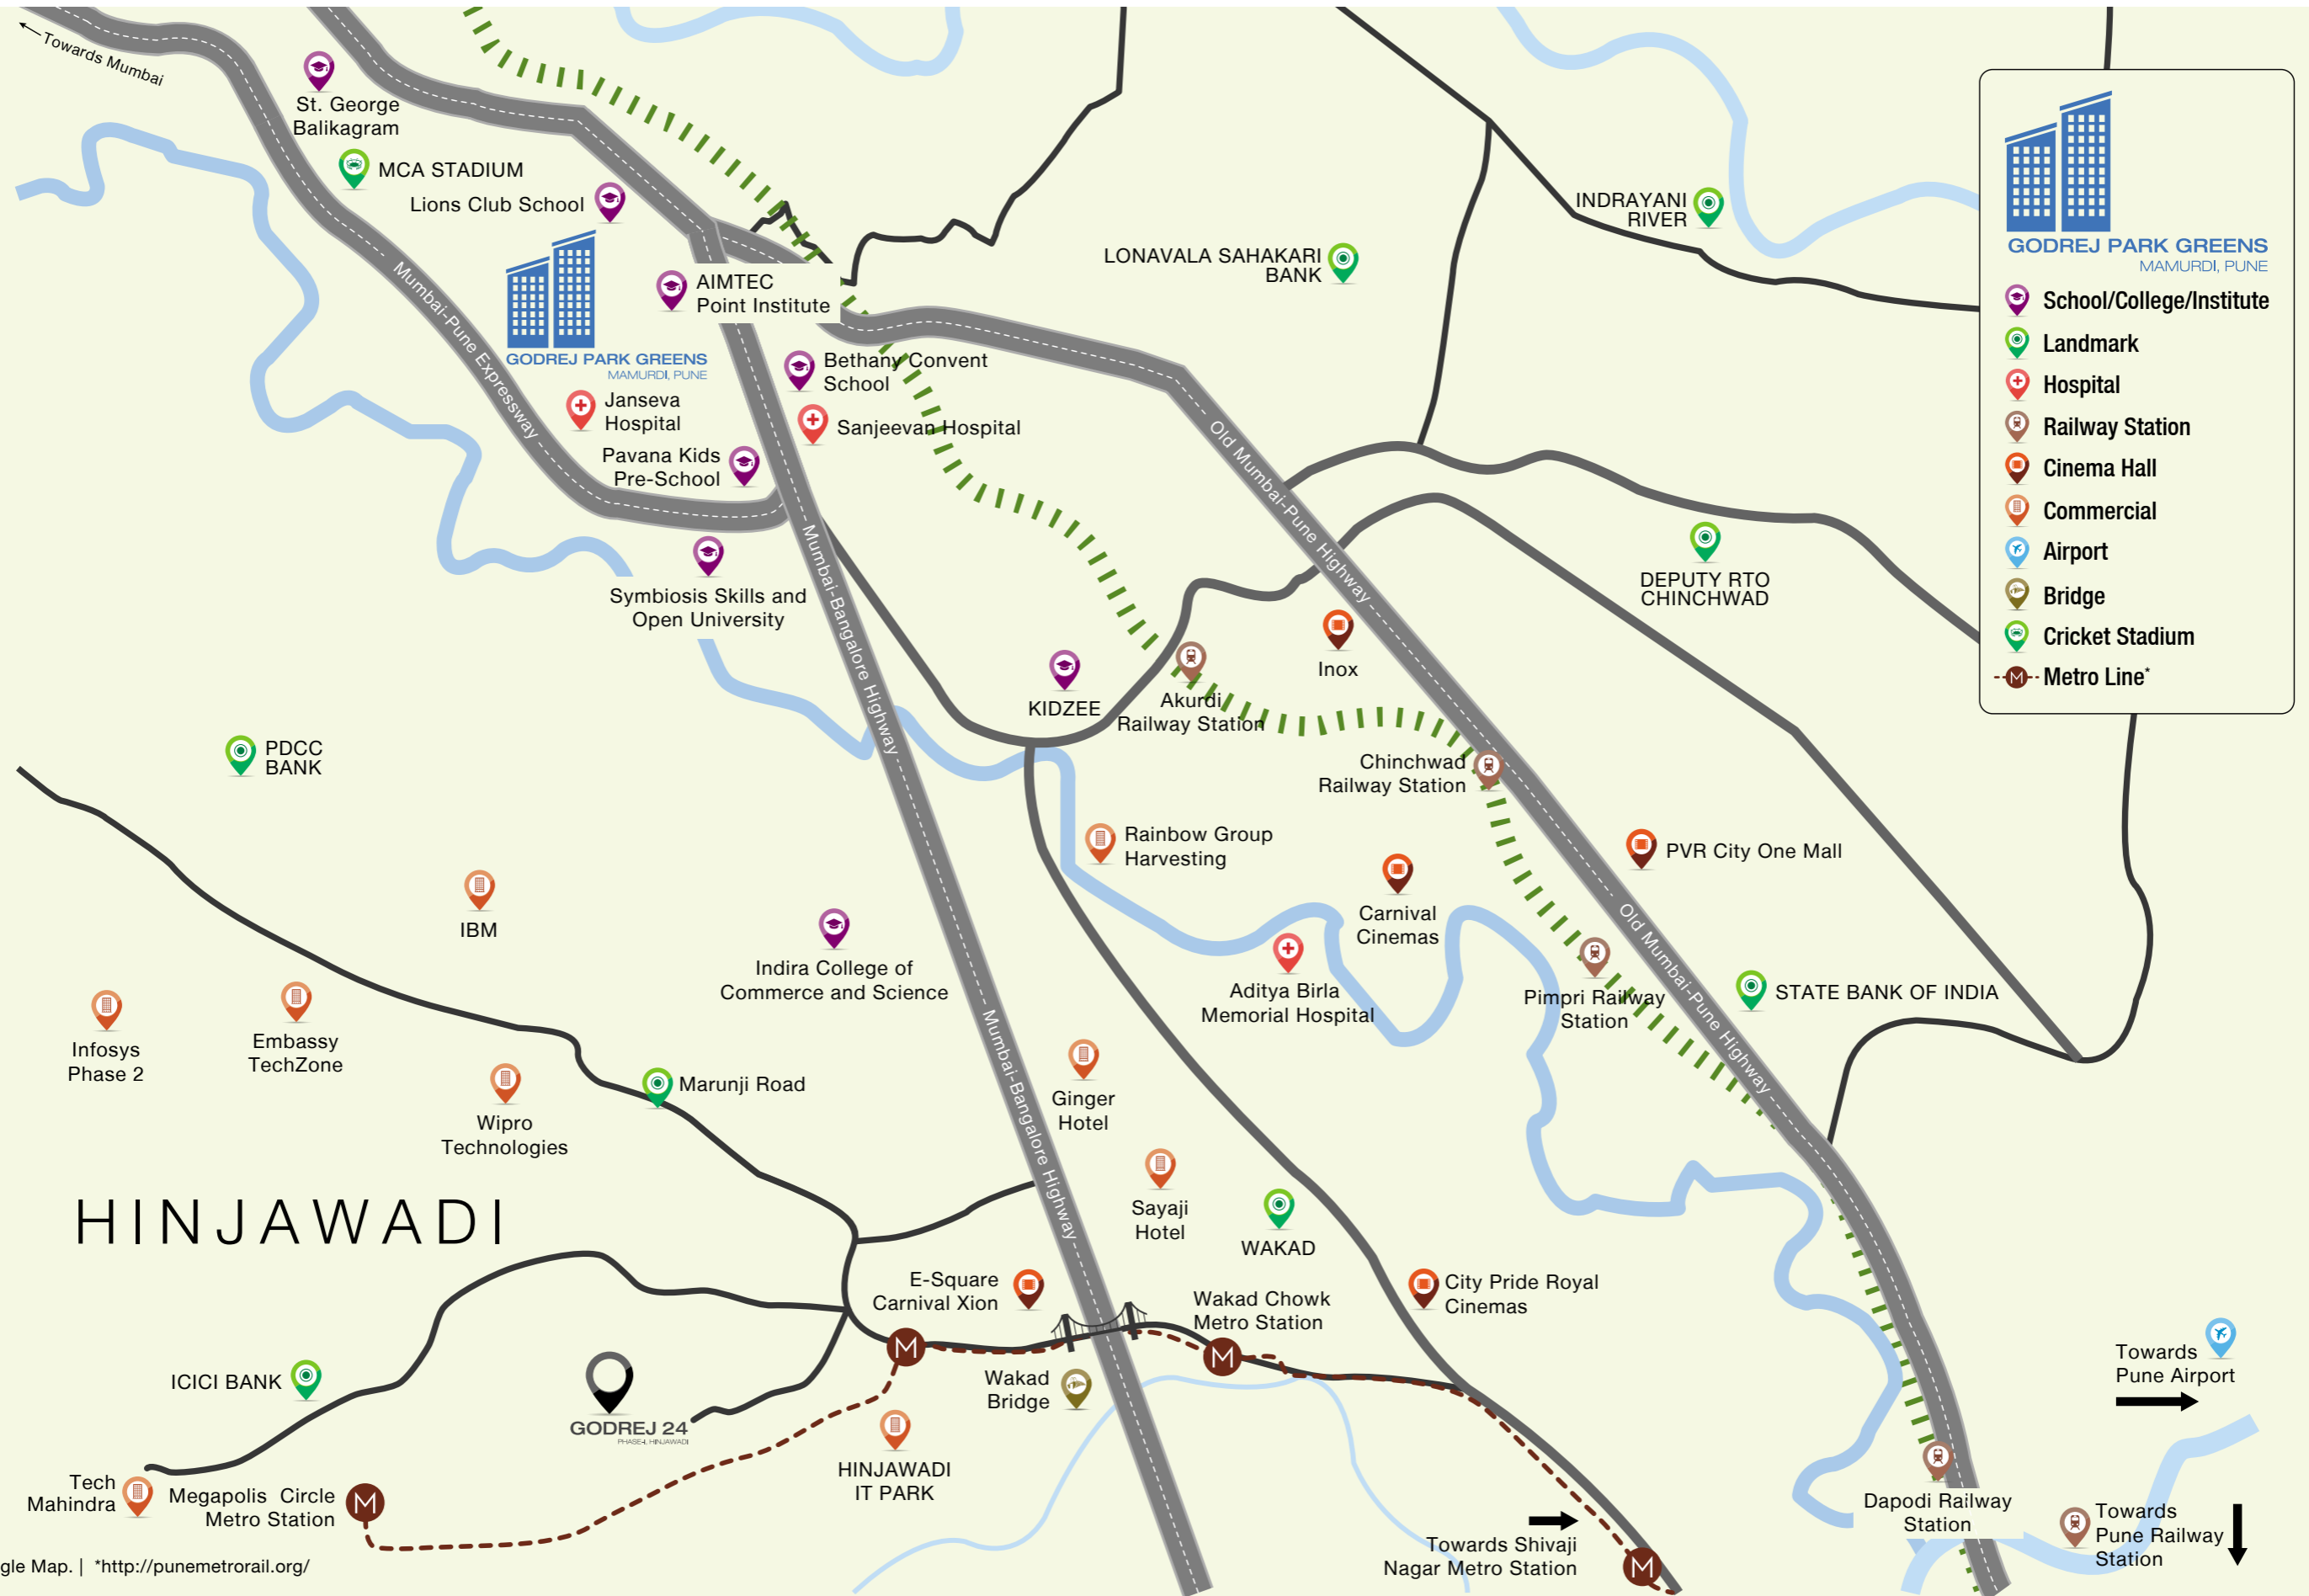 Towards Mumbai
St. George
Balikagram
MCA STADIUM
Lions Club School
GODREJ PARK GREENS
MAMURDI, PUNE
AIMTEC
Point Institute
Mumbai-Pune Expressway
Janseva
Hospital
Pavana Kids
Pre-School
Bethany Convent
School
Sanjeevan Hospital
LONAVALA SAHAKARI
BANK
INDRAYANI
RIVER
Old Mumbai-Pune Highway
Symbiosis Skills and
Open University
Mumbai-Bangalore Highway
DEPUTY RTO
CHINCHWAD
Inox
KIDZEE
Akurdi
Railway Station
Chinchwad
Railway Station
PDCC
BANK
Rainbow Group
Harvesting
PVR City One Mall
Carnival
Cinemas
IBM
Indira College of
Commerce and Science
Aditya Birla
Memorial Hospital
Pimpri Railway
Station
Old Mumbai-Pune Highway
STATE BANK OF INDIA
Infosys
Phase 2
Embassy
TechZone
Wipro
Technologies
Marunji Road
Mumbai-Bangalore Highway
Ginger
Hotel
Sayaji
Hotel
WAKAD
HINJAWADI
E-Square
Carnival Xion
Wakad Chowk
Metro Station
City Pride Royal
Cinemas
M
M
Wakad
Bridge
ICICI BANK
GODREJ 24
PHASE-I, HINJAWADI
HINJAWADI
IT PARK
Tech
Mahindra
Megapolis Circle
Metro Station
M
Towards Shivaji
Nagar Metro Station
M
Dapodi Railway
Station
Towards
Pune Airport
Towards
Pune Railway
Station
gle Map. | *http://punemetrorail.org/
GODREJ PARK GREENS
MAMURDI, PUNE
School/College/Institute
Landmark
Hospital
Railway Station
Cinema Hall
Commercial
Airport
Bridge
Cricket Stadium
M Metro Line*